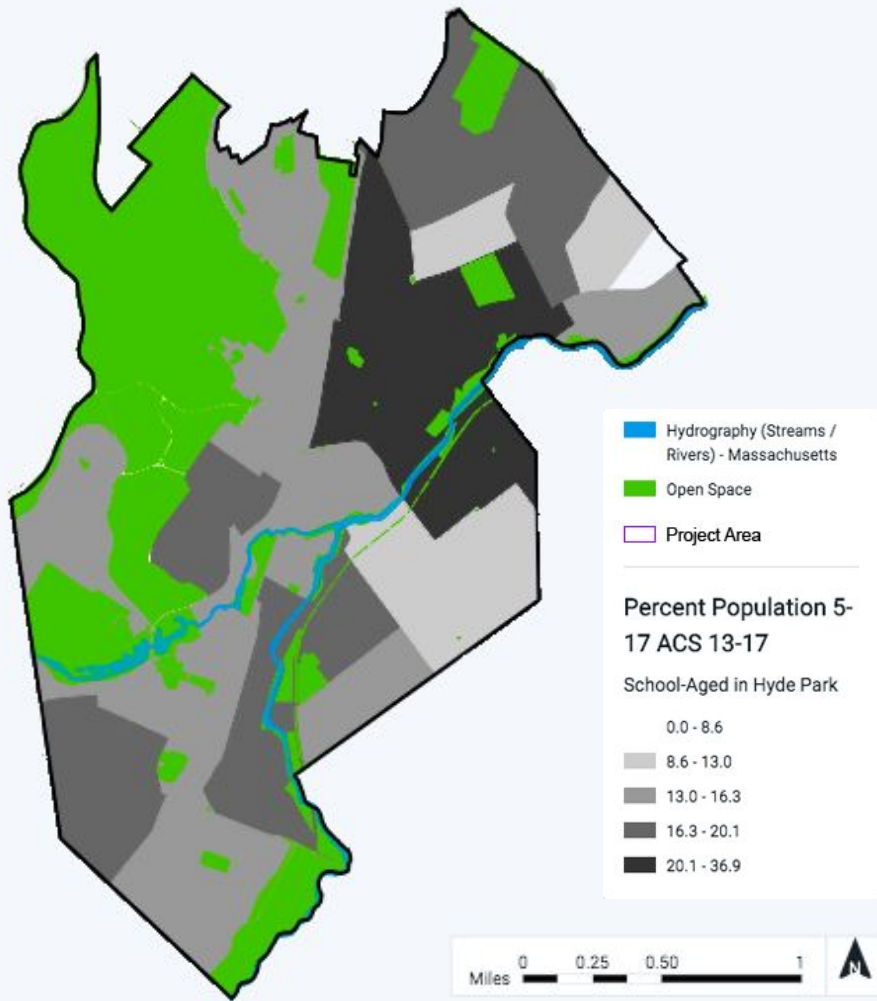 Hydrography (Streams /
Rivers) - Massachusetts
Open Space
Project Area
Percent Population 5-
17 ACS 13-17
School-Aged in Hyde Park
0.0 - 8.6
8.6 - 13.0
13.0 - 16.3
16.3 - 20.1
20.1 - 36.9
Miles 0 0.25 0.50 1
N